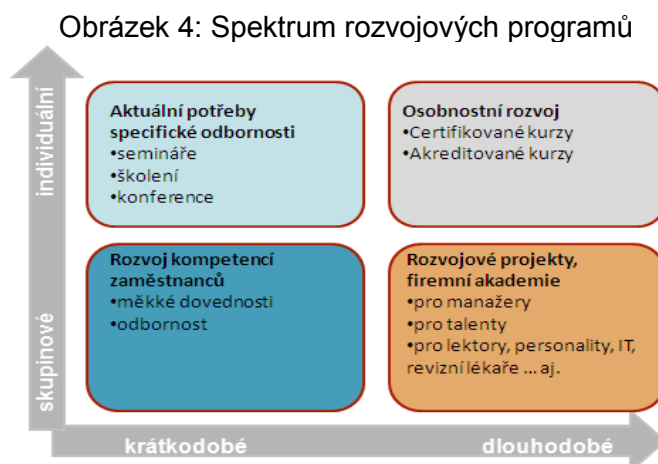 Obrázek 4: Spektrum rozvojových programů
individuální
Aktuální potřeby
specifické odbornosti
•semináře
•školení
•konference
Osobnostní rozvoj
•Certifikované kurzy
•Akreditované kurzy
skupinové
Rozvoj kompetencí
zaměstnanců
•měkké dovednosti
•odbornost
Rozvojové projekty,
firemní akademie
•pro manažery
•pro talenty
•pro lektory, personality, IT,
revizní lékaře ... aj.
krátkodobé
dlouhodobé